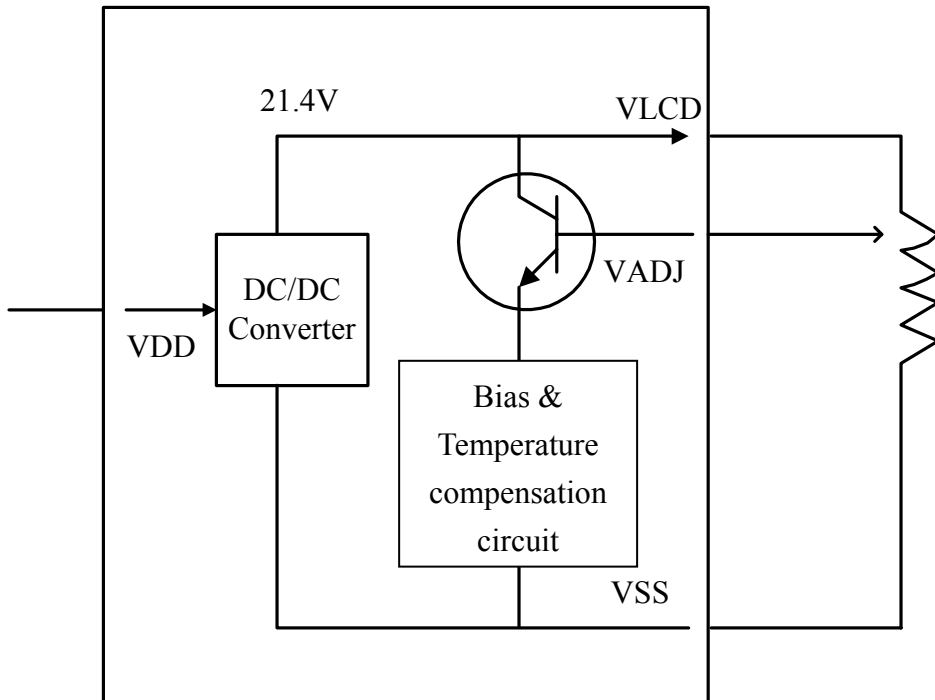 21.4V
VLCD
VADJ
DC/DC
Converter
VDD
Bias &
Temperature
compensation
circuit
VSS